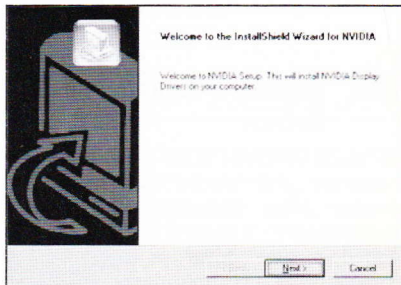 Welcome to the InstallShield Wizard for NVIDIA
Welcome to NVIDIA Setup. This will install NVIDIA Display
Drivers on your computer.
Next >
Cancel